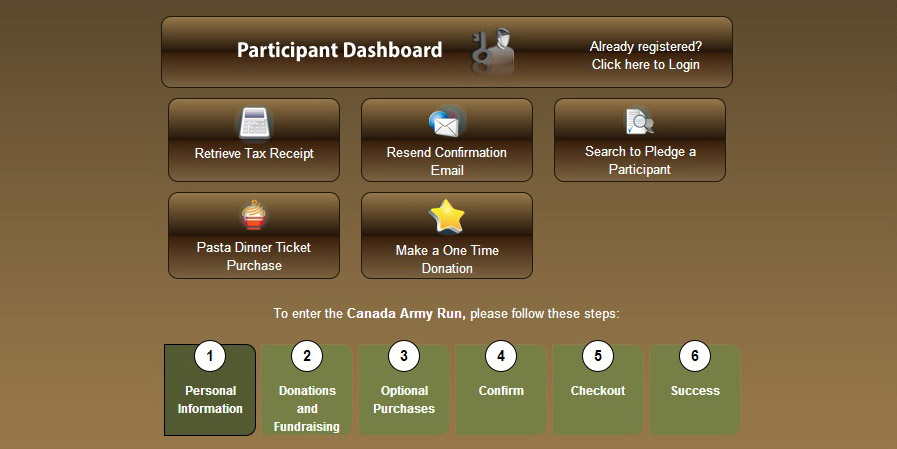 Participant Dashboard
Already registered?
Click here to Login
Retrieve Tax Receipt
Resend Confirmation
Email
Search to Pledge a
Participant
Pasta Dinner Ticket
Purchase
Make a One Time
Donation
To enter the Canada Army Run, please follow these steps:
1
Personal
Information
2
Donations
and
Fundraising
3
Optional
Purchases
4
Confirm
5
Checkout
6
Success